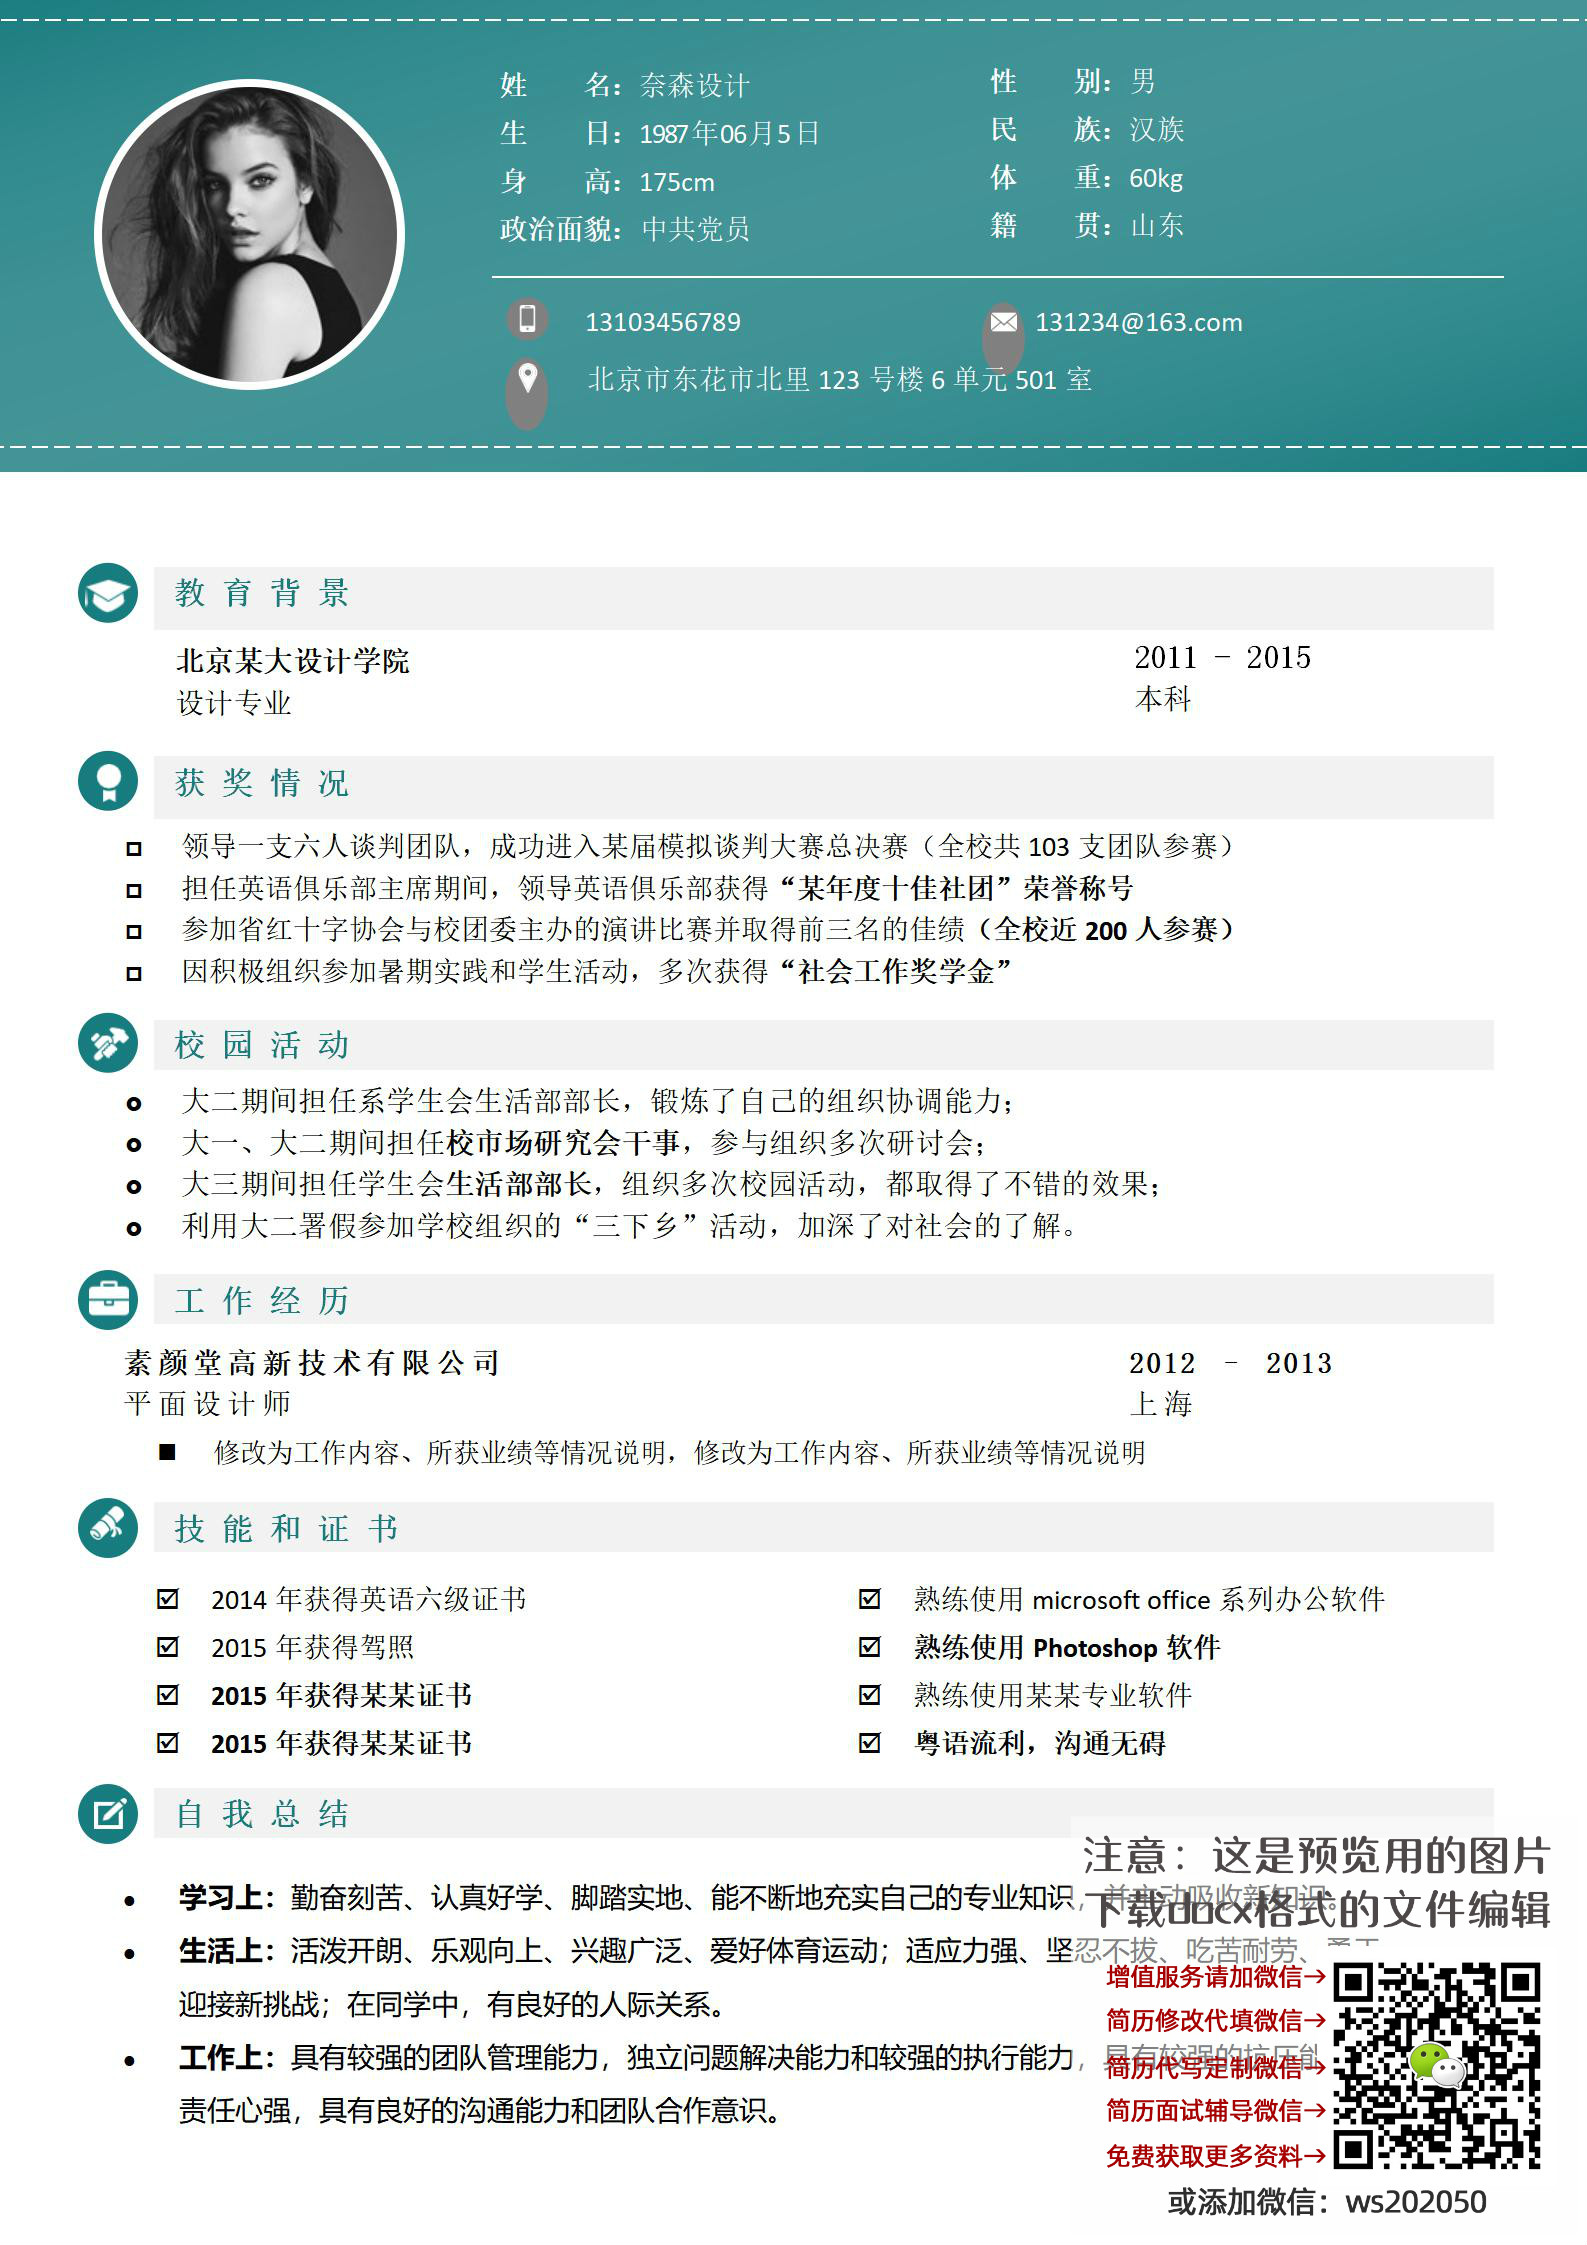 姓 名：奈森设计
性 别：男
生 日：1987年06月5日
民 族：汉族
身 高：175cm
体 重：60kg
政治面貌：中共党员
籍 贯：山东
13103456789
131234@163.com
北京市东花市北里 123 号楼 6 单元 501 室
教育背景
北京某大设计学院
2011 － 2015
设计专业
本科
获奖情况
领导一支六人谈判团队，成功进入某届模拟谈判大赛总决赛（全校共 103 支团队参赛）
担任英语俱乐部主席期间，领导英语俱乐部获得“某年度十佳社团”荣誉称号
参加省红十字协会与校团委主办的演讲比赛并取得前三名的佳绩（全校近 200 人参赛）
因积极组织参加暑期实践和学生活动，多次获得“社会工作奖学金”
校园活动
大二期间担任系学生会生活部部长，锻炼了自己的组织协调能力；
大一、大二期间担任校市场研究会干事，参与组织多次研讨会；
大三期间担任学生会生活部部长，组织多次校园活动，都取得了不错的效果；
利用大二署假参加学校组织的“三下乡”活动，加深了对社会的了解。
工作经历
素颜堂高新技术有限公司
2012 － 2013
平面设计师
上海
修改为工作内容、所获业绩等情况说明，修改为工作内容、所获业绩等情况说明
技能和证书
2014 年获得英语六级证书
熟练使用 microsoft office 系列办公软件
2015 年获得驾照
熟练使用 Photoshop 软件
2015 年获得某某证书
熟练使用某某专业软件
2015 年获得某某证书
粤语流利，沟通无碍
自我总结
学习上：勤奋刻苦、认真好学、脚踏实地、能不断地充实自己的专业知识，并主动吸收新知识。
生活上：活泼开朗、乐观向上、兴趣广泛、爱好体育运动；适应力强、坚忍不拔、吃苦耐劳、
迎接新挑战；在同学中，有良好的人际关系。
工作上：具有较强的团队管理能力，独立问题解决能力和较强的执行能力，具有较强的抗压能
责任心强，具有良好的沟通能力和团队合作意识。
注意：这是预览用的图片
下载docx格式的文件编辑
增值服务请加微信→
简历修改代填微信→
简历代写定制微信→
简历面试辅导微信→
免费获取更多资料→
或添加微信：ws202050